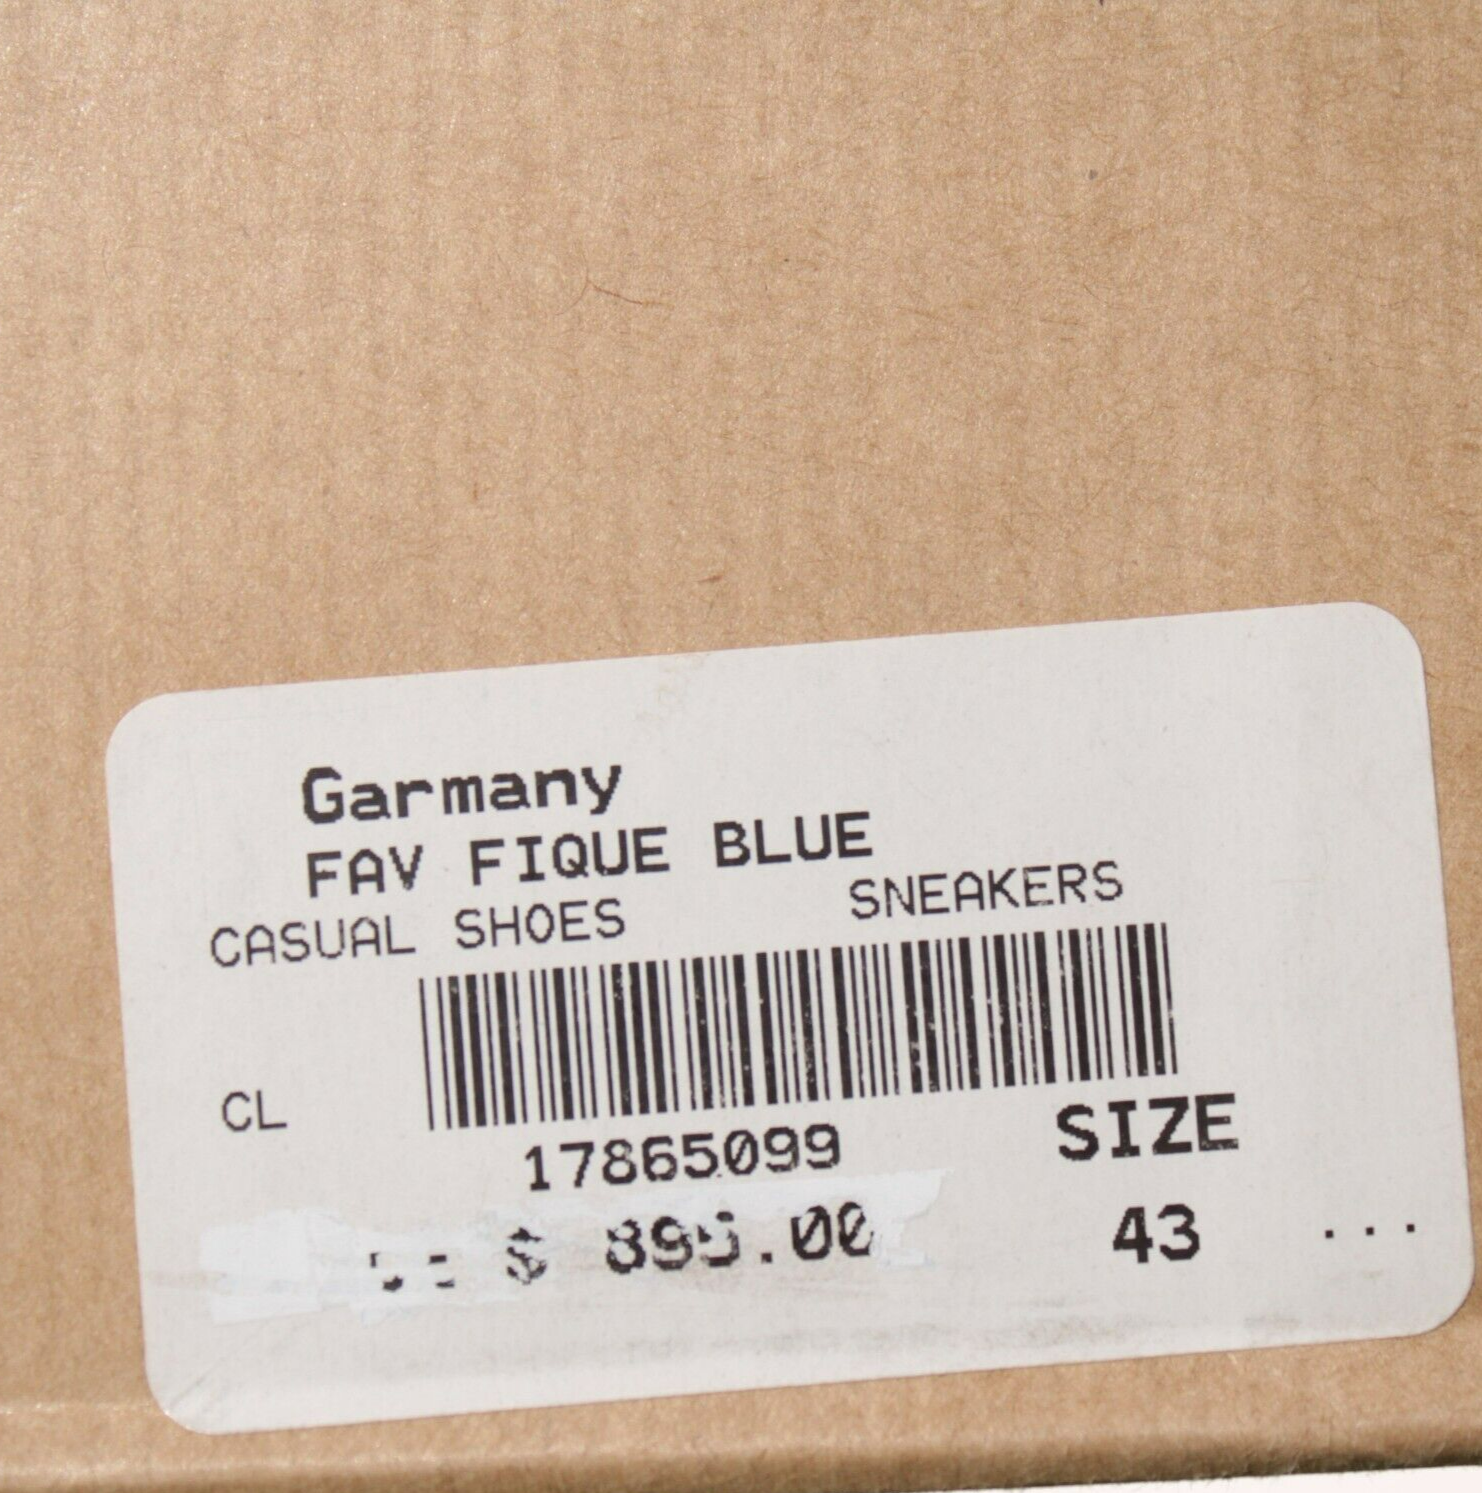 Garmany
FAV FIQUE BLUE
CASUAL SHOES SNEAKERS
CL
17865099 SIZE
$ 895.00 43 ...